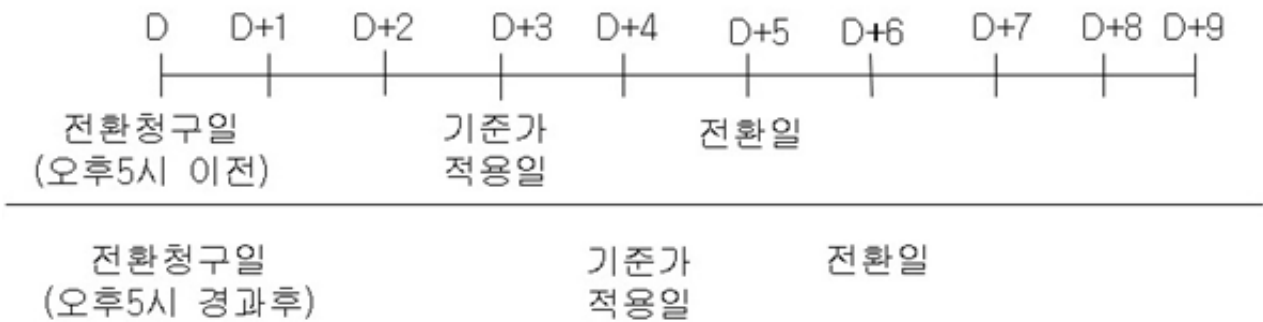 D D+1 D+2 D+3 D+4 D+5 D+6 D+7 D+8 D+9
전환청구일 기준가 전환일
(오후5시 이전) 적용일
전환청구일 기준가 전환일
(오후5시 경과후) 적용일